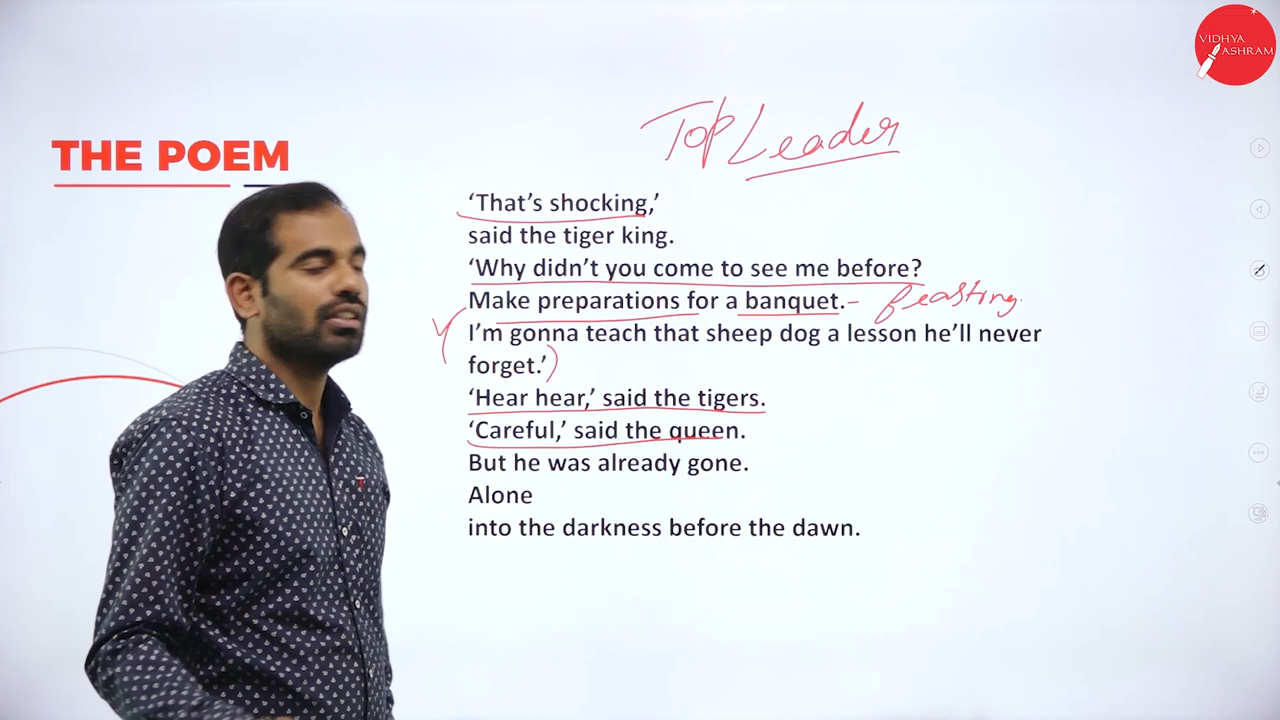 VIDHYA
ASHRAM
Top Leader
THE POEM
‘That’s shocking,’
said the tiger king.
‘Why didn’t you come to see me before?
Make preparations for a banquet. – feasting.
I’m gonna teach that sheep dog a lesson he’ll never
forget.’
‘Hear hear,’ said the tigers.
‘Careful,’ said the queen.
But he was already gone.
Alone
into the darkness before the dawn.